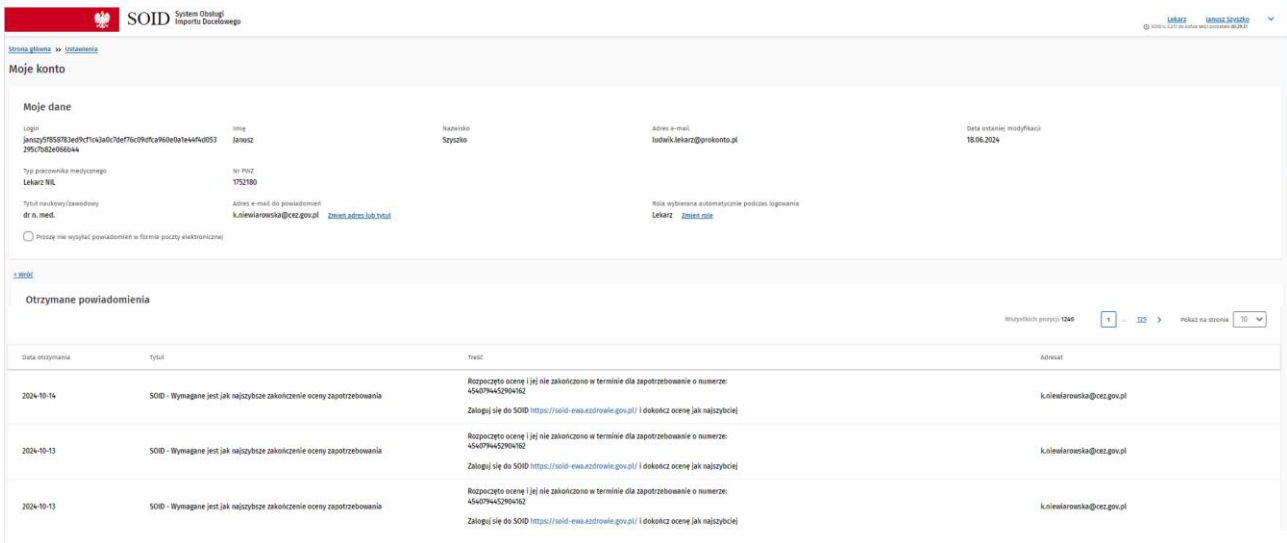 SOID System Obsługi
Importu Docelowego
Lekarz Janusz Szyszko
Strona główna >> Ustawienia
Moje konto
Moje dane
Login
janszy5f858783ed9cf1c43a0c7def76c09dfca960e0a1e44f4d053
295c7b82e066b44
Imię
Janusz
Nazwisko
Szyszko
Adres e-mail
ludwik.lekarz@prokonto.pl
Data ostaniej modyfikacji
18.06.2024
Typ pracownika medycznego
Lekarz NIL
Nr PWZ
1752180
Tytuł naukowy/zawodowy
dr n. med.
Adres e-mail do powiadomień
k.niewiarowska@cez.gov.pl Zmień adres lub tytuł
Rola wybierana automatycznie podczas logowania
Lekarz Zmień role
Proszę nie wysyłać powiadomień w formie poczty elektronicznej
< Wróć
Otrzymane powiadomienia
Wszystkich pozycji 1246 1 ... 125 > Pokaż na stronie 10
Data otrzymania Tytuł Treść Adresat
2024-10-14 SOID - Wymagane jest jak najszybsze zakończenie oceny zapotrzebowania
Rozpoczęto ocenę i jej nie zakończono w terminie dla zapotrzebowanie o numerze:
4540794452904162
Zaloguj się do SOID https://soid-ewa.ezdrowie.gov.pl/ i dokończ ocenę jak najszybciej
k.niewiarowska@cez.gov.pl
2024-10-13 SOID - Wymagane jest jak najszybsze zakończenie oceny zapotrzebowania
Rozpoczęto ocenę i jej nie zakończono w terminie dla zapotrzebowanie o numerze:
4540794452904162
Zaloguj się do SOID https://soid-ewa.ezdrowie.gov.pl/ i dokończ ocenę jak najszybciej
k.niewiarowska@cez.gov.pl
2024-10-13 SOID - Wymagane jest jak najszybsze zakończenie oceny zapotrzebowania
Rozpoczęto ocenę i jej nie zakończono w terminie dla zapotrzebowanie o numerze:
4540794452904162
Zaloguj się do SOID https://soid-ewa.ezdrowie.gov.pl/ i dokończ ocenę jak najszybciej
k.niewiarowska@cez.gov.pl